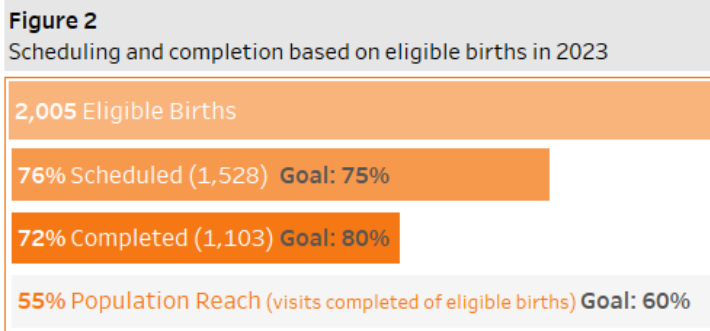 Figure 2
Scheduling and completion based on eligible births in 2023
2,005 Eligible Births
76% Scheduled (1,528) Goal: 75%
72% Completed (1,103) Goal: 80%
55% Population Reach (visits completed of eligible births) Goal: 60%